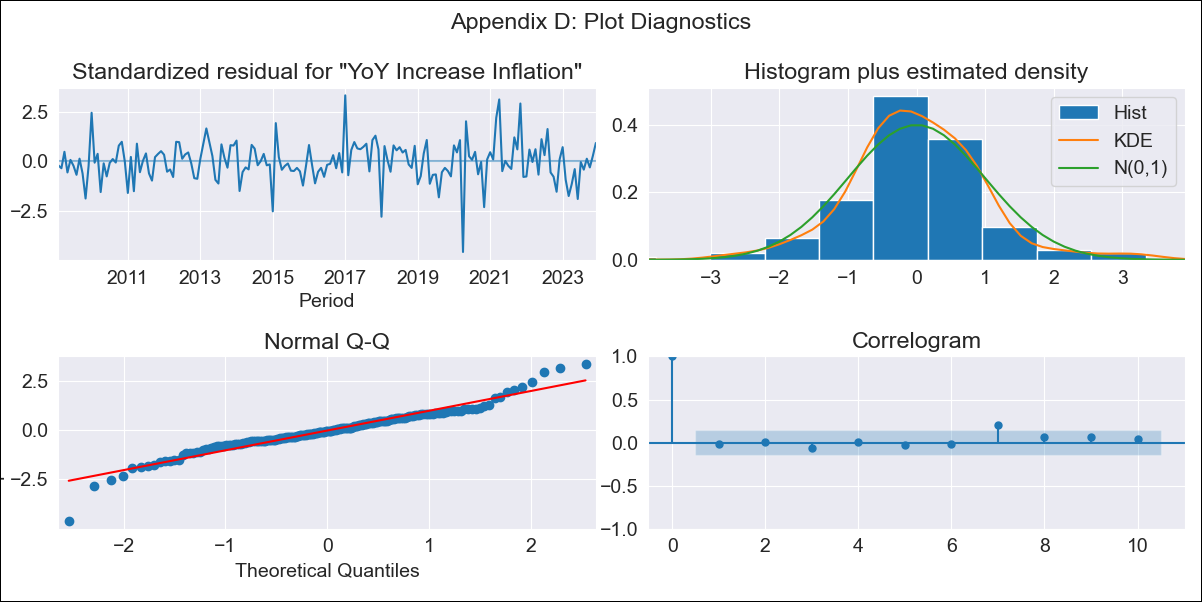 Appendix D: Plot Diagnostics
Standardized residual for "YoY Increase Inflation"
2.5
0.0
−2.5
2011 2013 2015 2017 2019 2021 2023
Period
Histogram plus estimated density
0.4
0.2
0.0
Hist
KDE
N(0,1)
−3 −2 −1 0 1 2 3
Normal Q-Q
2.5
0.0
−2.5
−2 −1 0 1 2
Theoretical Quantiles
Correlogram
1.0
0.5
0.0
−0.5
−1.0
0 2 4 6 8 10